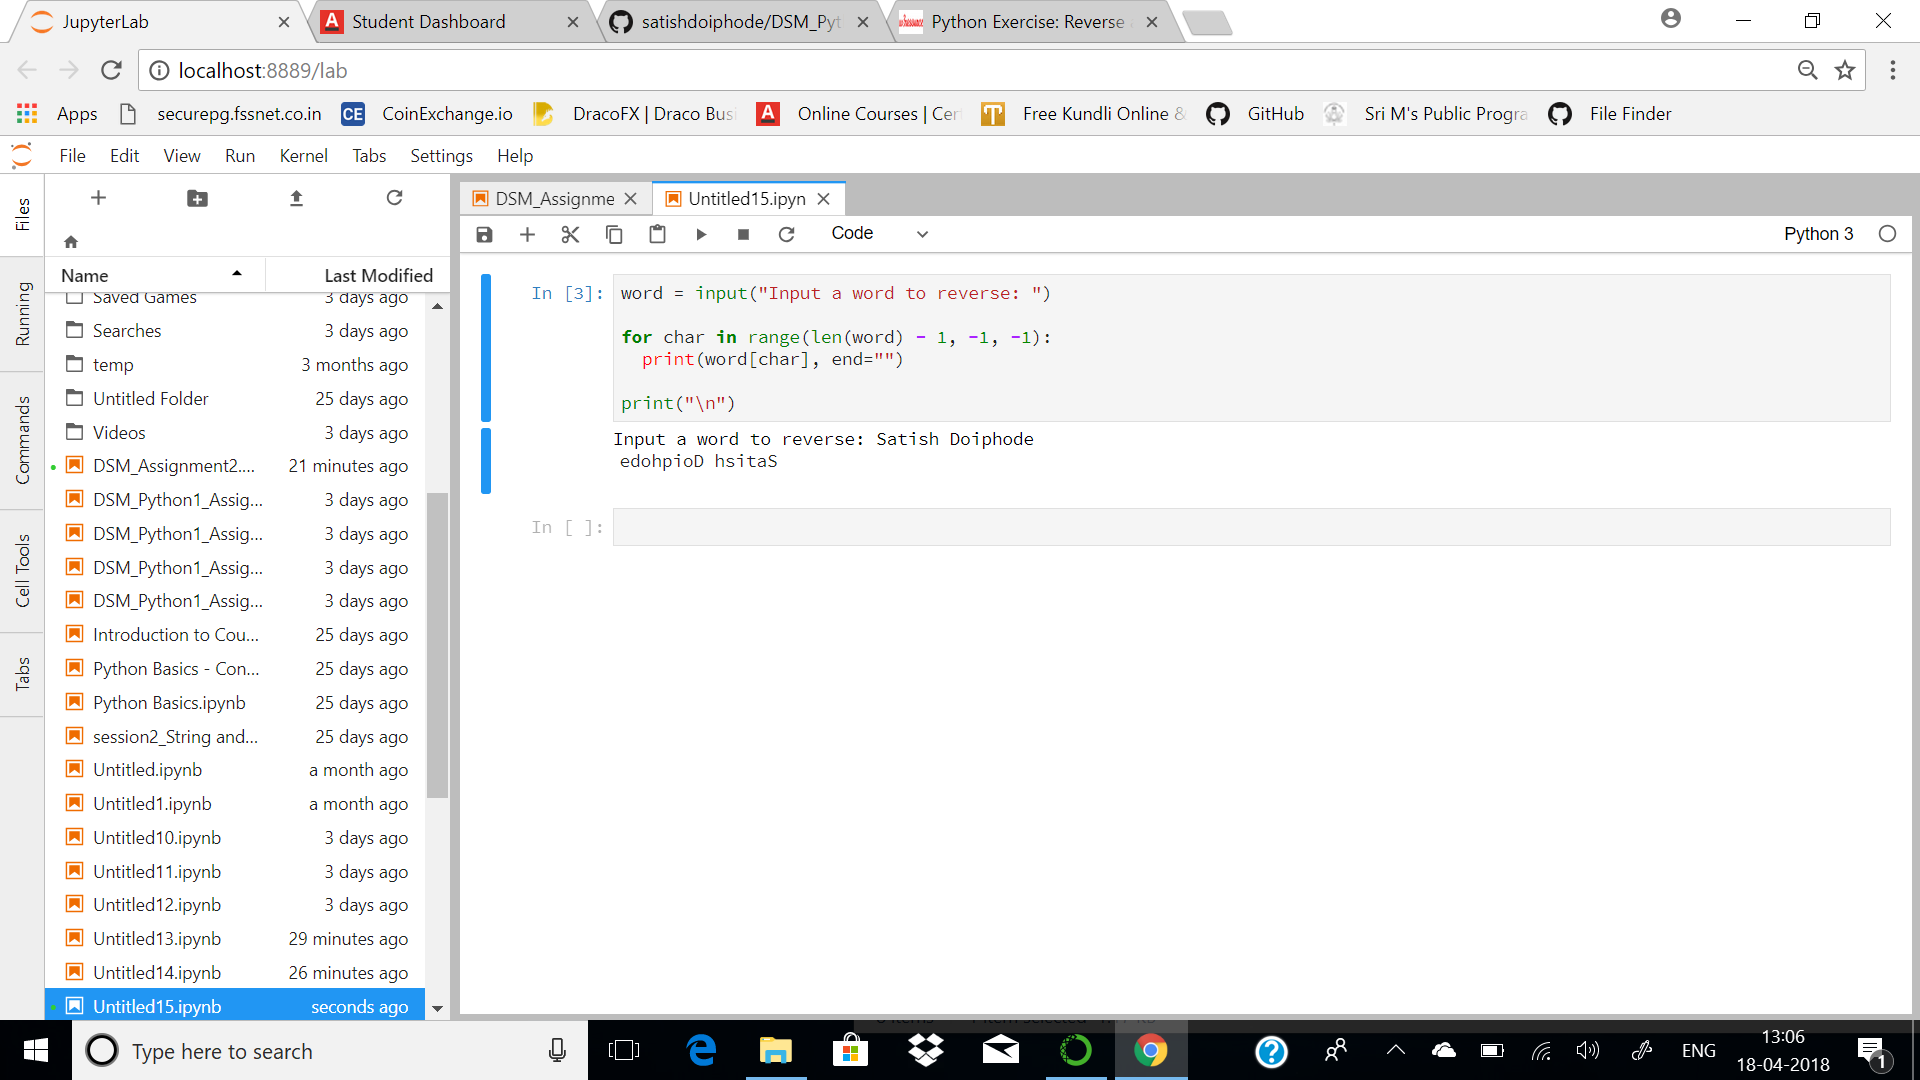 JupyterLab
Student Dashboard
satishdoiphode/DSM_Pyt
Python Exercise: Reverse
localhost:8889/lab
Apps
securepg.fssnet.co.in
CE CoinExchange.io
DracoFX | Draco Busi
A Online Courses | Cer
T Free Kundli Online &
GitHub
Sri M's Public Progra
File Finder
File Edit View Run Kernel Tabs Settings Help
Files
Running
Commands
Cell Tools
Tabs
Name Last Modified
Saved Games 3 days ago
Searches 3 days ago
temp 3 months ago
Untitled Folder 25 days ago
Videos 3 days ago
DSM_Assignment2.... 21 minutes ago
DSM_Python1_Assig... 3 days ago
DSM_Python1_Assig... 3 days ago
DSM_Python1_Assig... 3 days ago
DSM_Python1_Assig... 3 days ago
Introduction to Cou... 25 days ago
Python Basics - Con... 25 days ago
Python Basics.ipynb 25 days ago
session2_String and... 25 days ago
Untitled.ipynb a month ago
Untitled1.ipynb a month ago
Untitled10.ipynb 3 days ago
Untitled11.ipynb 3 days ago
Untitled12.ipynb 3 days ago
Untitled13.ipynb 29 minutes ago
Untitled14.ipynb 26 minutes ago
Untitled15.ipynb seconds ago
DSM_Assignme
Untitled15.ipyn
Code
Python 3
In [3]: word = input("Input a word to reverse: ")
for char in range(len(word) - 1, -1, -1):
print(word[char], end="")
print("\n")
Input a word to reverse: Satish Doiphode
edohpioD hsitaS
In [ ]:
Type here to search
ENG
13:06
18-04-2018
1